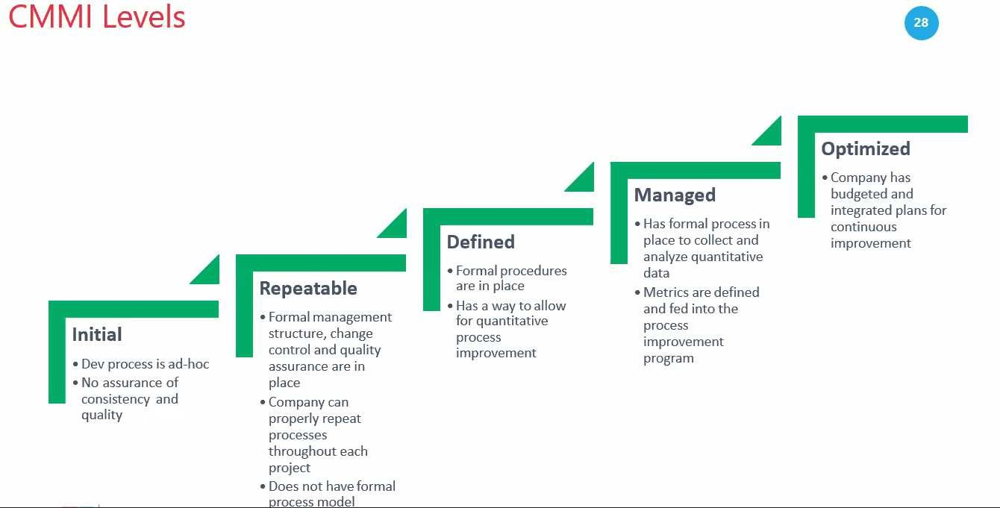 CMMI Levels
28
Initial
• Dev process is ad-hoc
• No assurance of
consistency and
quality
Repeatable
• Formal management
structure, change
control and quality
assurance are in
place
• Company can
properly repeat
processes
throughout each
project
• Does not have formal
process model
Defined
• Formal procedures
are in place
• Has a way to allow
for quantitative
process
improvement
Managed
• Has formal process in
place to collect and
analyze quantitative
data
• Metrics are defined
and fed into the
process
improvement
program
Optimized
• Company has
budgeted and
integrated plans for
continuous
improvement